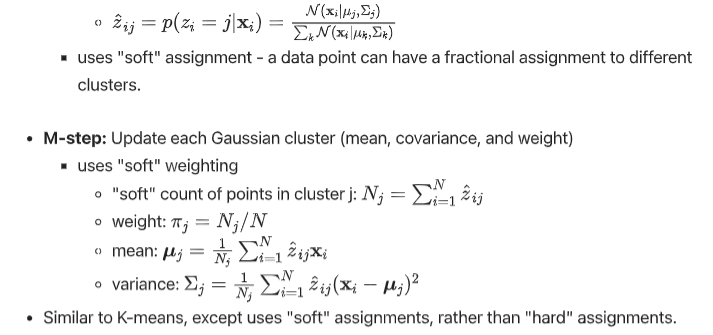 ◦ $\hat{z}_{ij} = p(z_i = j|\mathbf{x}_i) = \frac{\mathcal{N}(\mathbf{x}_i|\mu_j,\Sigma_j)}{\sum_k \mathcal{N}(\mathbf{x}_i|\mu_k,\Sigma_k)}$
▪ uses "soft" assignment - a data point can have a fractional assignment to different
clusters.
• M-step: Update each Gaussian cluster (mean, covariance, and weight)
▪ uses "soft" weighting
◦ "soft" count of points in cluster j: $N_j = \sum_{i=1}^{N} \hat{z}_{ij}$
◦ weight: $\pi_j = N_j/N$
◦ mean: $\boldsymbol{\mu}_j = \frac{1}{N_j} \sum_{i=1}^{N} \hat{z}_{ij}\mathbf{x}_i$
◦ variance: $\Sigma_j = \frac{1}{N_j} \sum_{i=1}^{N} \hat{z}_{ij}(\mathbf{x}_i - \boldsymbol{\mu}_j)^2$
• Similar to K-means, except uses "soft" assignments, rather than "hard" assignments.